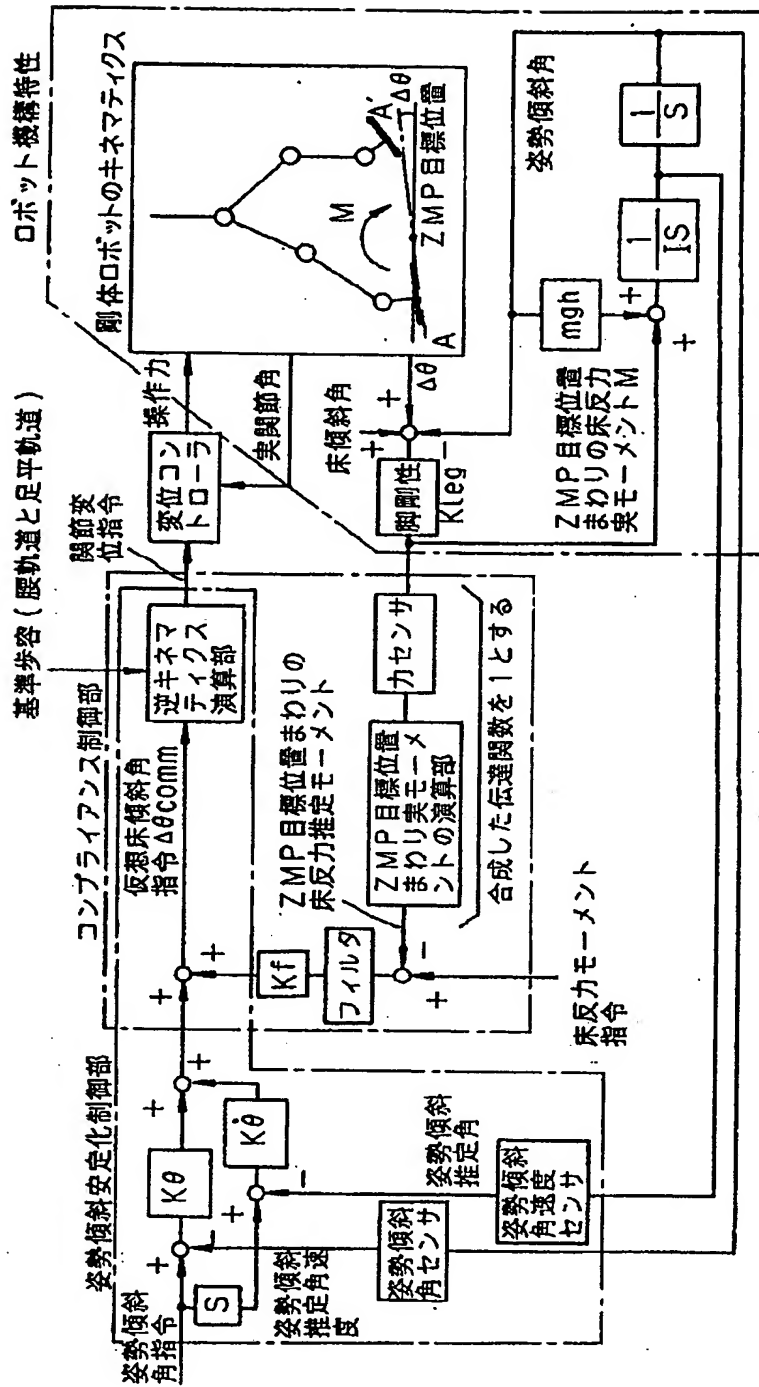 ロボット機構特性
剛体ロボットのキネマティクス
M
A
A'
Δθ
ZMP目標位置
基準歩容(腰軌道と足平軌道)
関節変
位指令
変位コン
トローラ
操作力
実関節角
コンプライアンス制御部
逆キネマ
ティクス
演算部
仮想床傾斜角
指令Δθcomm
姿勢傾斜安定化制御部
姿勢傾斜
角指令
+
-
Kθ
+
+
+
+
S
+
-
Kθ̇
Kf
フィルタ
+
-
床反力モーメント
指令
ZMP目標位置まわりの
床反力推定モーメント
ZMP目標位置
まわり実モーメ
ントの演算部
力センサ
合成した伝達関数を1とする
脚剛性
Kleg
床傾斜角
+
+
-
Δθ
姿勢傾斜角
mgh
+
+
1
IS
1
S
ZMP目標位置
まわりの床反力
実モーメントM
姿勢傾斜
推定角速
度
姿勢傾斜
角センサ
姿勢傾斜
推定角
姿勢傾斜
角速度
センサ